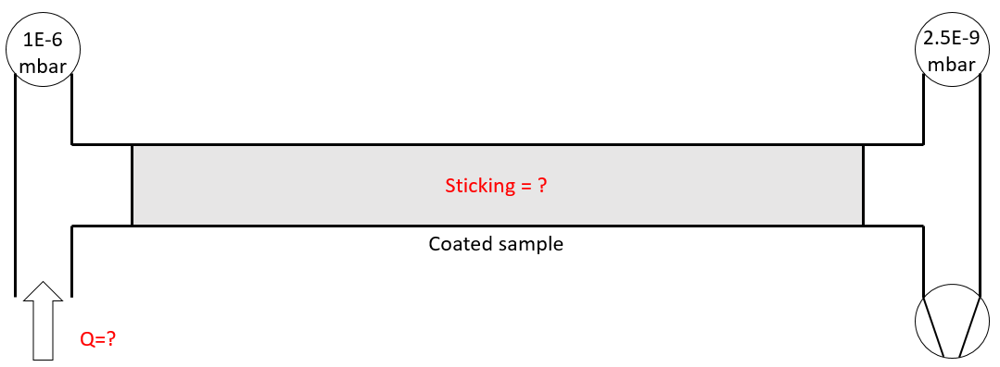 1E-6
mbar
2.5E-9
mbar
Sticking = ?
Coated sample
Q=?